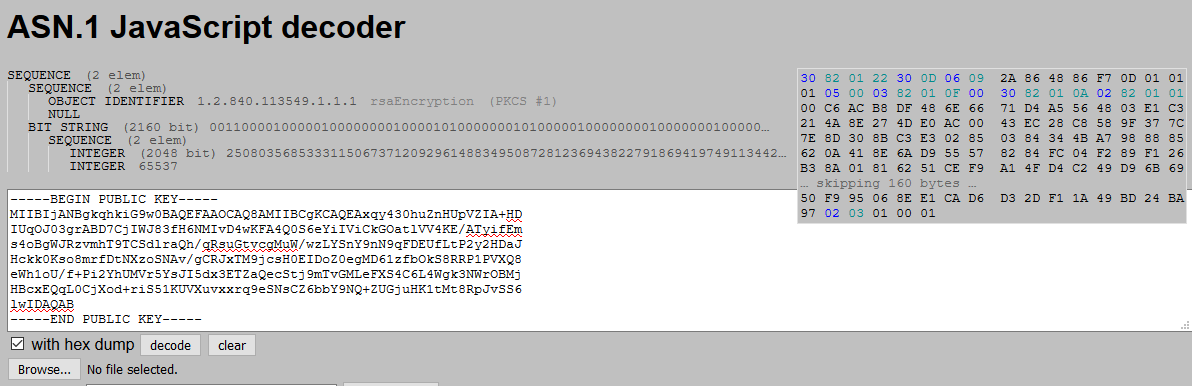 ASN.1 JavaScript decoder
SEQUENCE (2 elem)
SEQUENCE (2 elem)
OBJECT IDENTIFIER 1.2.840.113549.1.1.1 rsaEncryption (PKCS #1)
NULL
BIT STRING (2160 bit) 001100001000001000000001000010100000001010000010000000010000000100000…
SEQUENCE (2 elem)
INTEGER (2048 bit) 250803568533311506737120929614883495087281236943822791869419749113442…
INTEGER 65537
30 82 01 22 30 0D 06 09 2A 86 48 86 F7 0D 01 01
01 05 00 03 82 01 0F 00 30 82 01 0A 02 82 01 01
00 C6 AC B8 DF 48 6E 66 71 D4 A5 56 48 03 E1 C3
21 4A 8E 27 4D E0 AC 00 43 EC 28 C8 58 9F 37 7C
7E 8D 30 8B C3 E3 02 85 03 84 34 4B A7 98 88 84
62 0A 41 8E 6A D9 55 57 82 84 FC 04 F2 89 F1 26
B3 8A 01 81 62 51 CE F9 A1 4F D4 C2 49 D9 6B 69
… skipping 160 bytes …
50 F9 95 06 8E E1 CA D6 D3 2D F1 1A 49 BD 24 BA
97 02 03 01 00 01
-----BEGIN PUBLIC KEY-----
MIIBIjANBgkqhkiG9w0BAQEFAAOCAQ8AMIIBCgKCAQEAxqy430huZnHUpVZIA+HD
IUqOJ03grABD7CjIWJ83fH6NMIvD4wKFA4Q0S6eYiIViCkGOatlVV4KE/ATyifEm
s4oBgWJRzvmhT9TCSdlraQh/qRsuGtvcgMuW/wzLYSnY9nN9qFDEUfLtP2y2HDaJ
Hckk0Kso8mrfDtNXzoSNAv/gCRJxTM9jcsH0EIDoZ0egMD61zfbOkS8RRP1PVXQ8
eWh1oU/f+Pi2YhUMVr5YsJI5dx3ETZaQecStj9mTvGMLeFXS4C6L4Wgk3NWrOBMj
HBcxEQqL0CjXod+riS51KUVXuvxxrq9eSNsCZ6bbY9NQ+ZUGjuHK1tMt8RpJvSS6
lwIDAQAB
-----END PUBLIC KEY-----
with hex dump decode clear
Browse... No file selected.